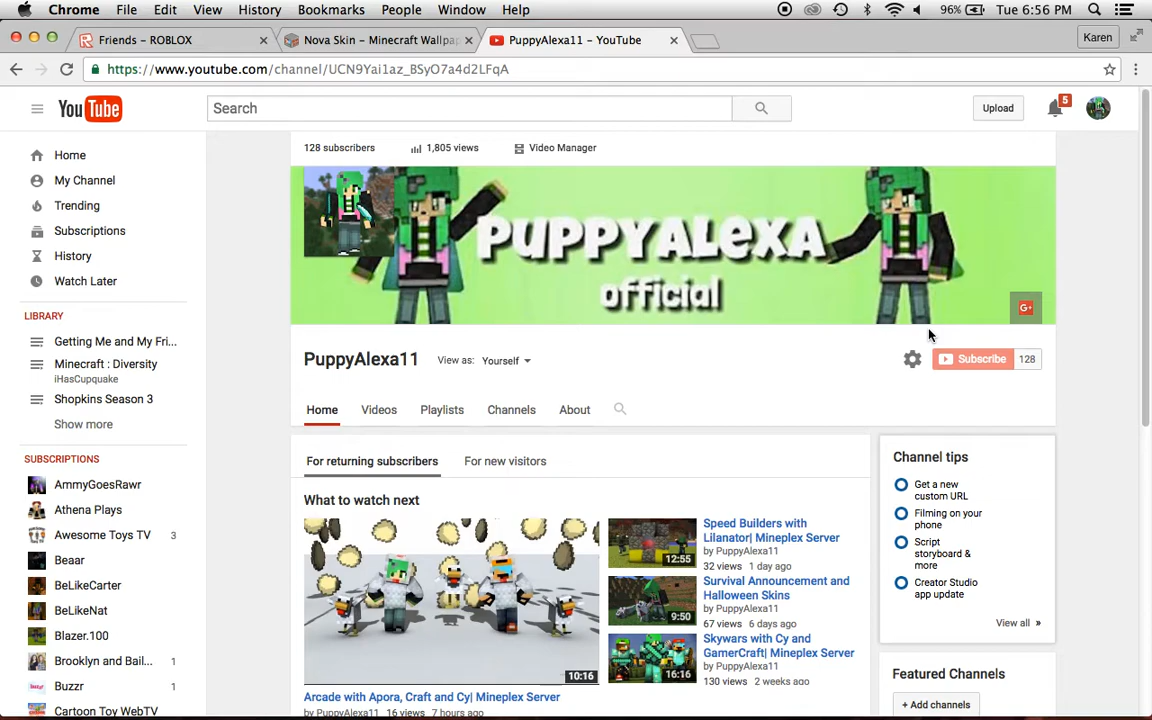 Chrome File Edit View History Bookmarks People Window Help 96% Tue 6:56 PM
Friends – ROBLOX × Nova Skin – Minecraft Wallpap × PuppyAlexa11 – YouTube × Karen
https://www.youtube.com/channel/UCN9Yai1az_BSyO7a4d2LFqA
YouTube Search Upload 5
128 subscribers 1,805 views Video Manager
PUPPYALEXA
official
G+
PuppyAlexa11 View as: Yourself Subscribe 128
Home Videos Playlists Channels About
Home
My Channel
Trending
Subscriptions
History
Watch Later
LIBRARY
Getting Me and My Fri...
Minecraft : Diversity
iHasCupquake
Shopkins Season 3
Show more
SUBSCRIPTIONS
AmmyGoesRawr
Athena Plays
Awesome Toys TV 3
Beaar
BeLikeCarter
BeLikeNat
Blazer.100
Brooklyn and Bail... 1
Buzzr 1
Cartoon Toy WebTV
For returning subscribers For new visitors
What to watch next
10:16
Arcade with Apora, Craft and Cy| Mineplex Server
by PuppyAlexa11 16 views 7 hours ago
12:55
Speed Builders with
Lilanator| Mineplex Server
by PuppyAlexa11
32 views 1 day ago
9:50
Survival Announcement and
Halloween Skins
by PuppyAlexa11
67 views 6 days ago
16:16
Skywars with Cy and
GamerCraft| Mineplex Server
by PuppyAlexa11
130 views 2 weeks ago
Channel tips
Get a new
custom URL
Filming on your
phone
Script
storyboard &
more
Creator Studio
app update
View all »
Featured Channels
+ Add channels